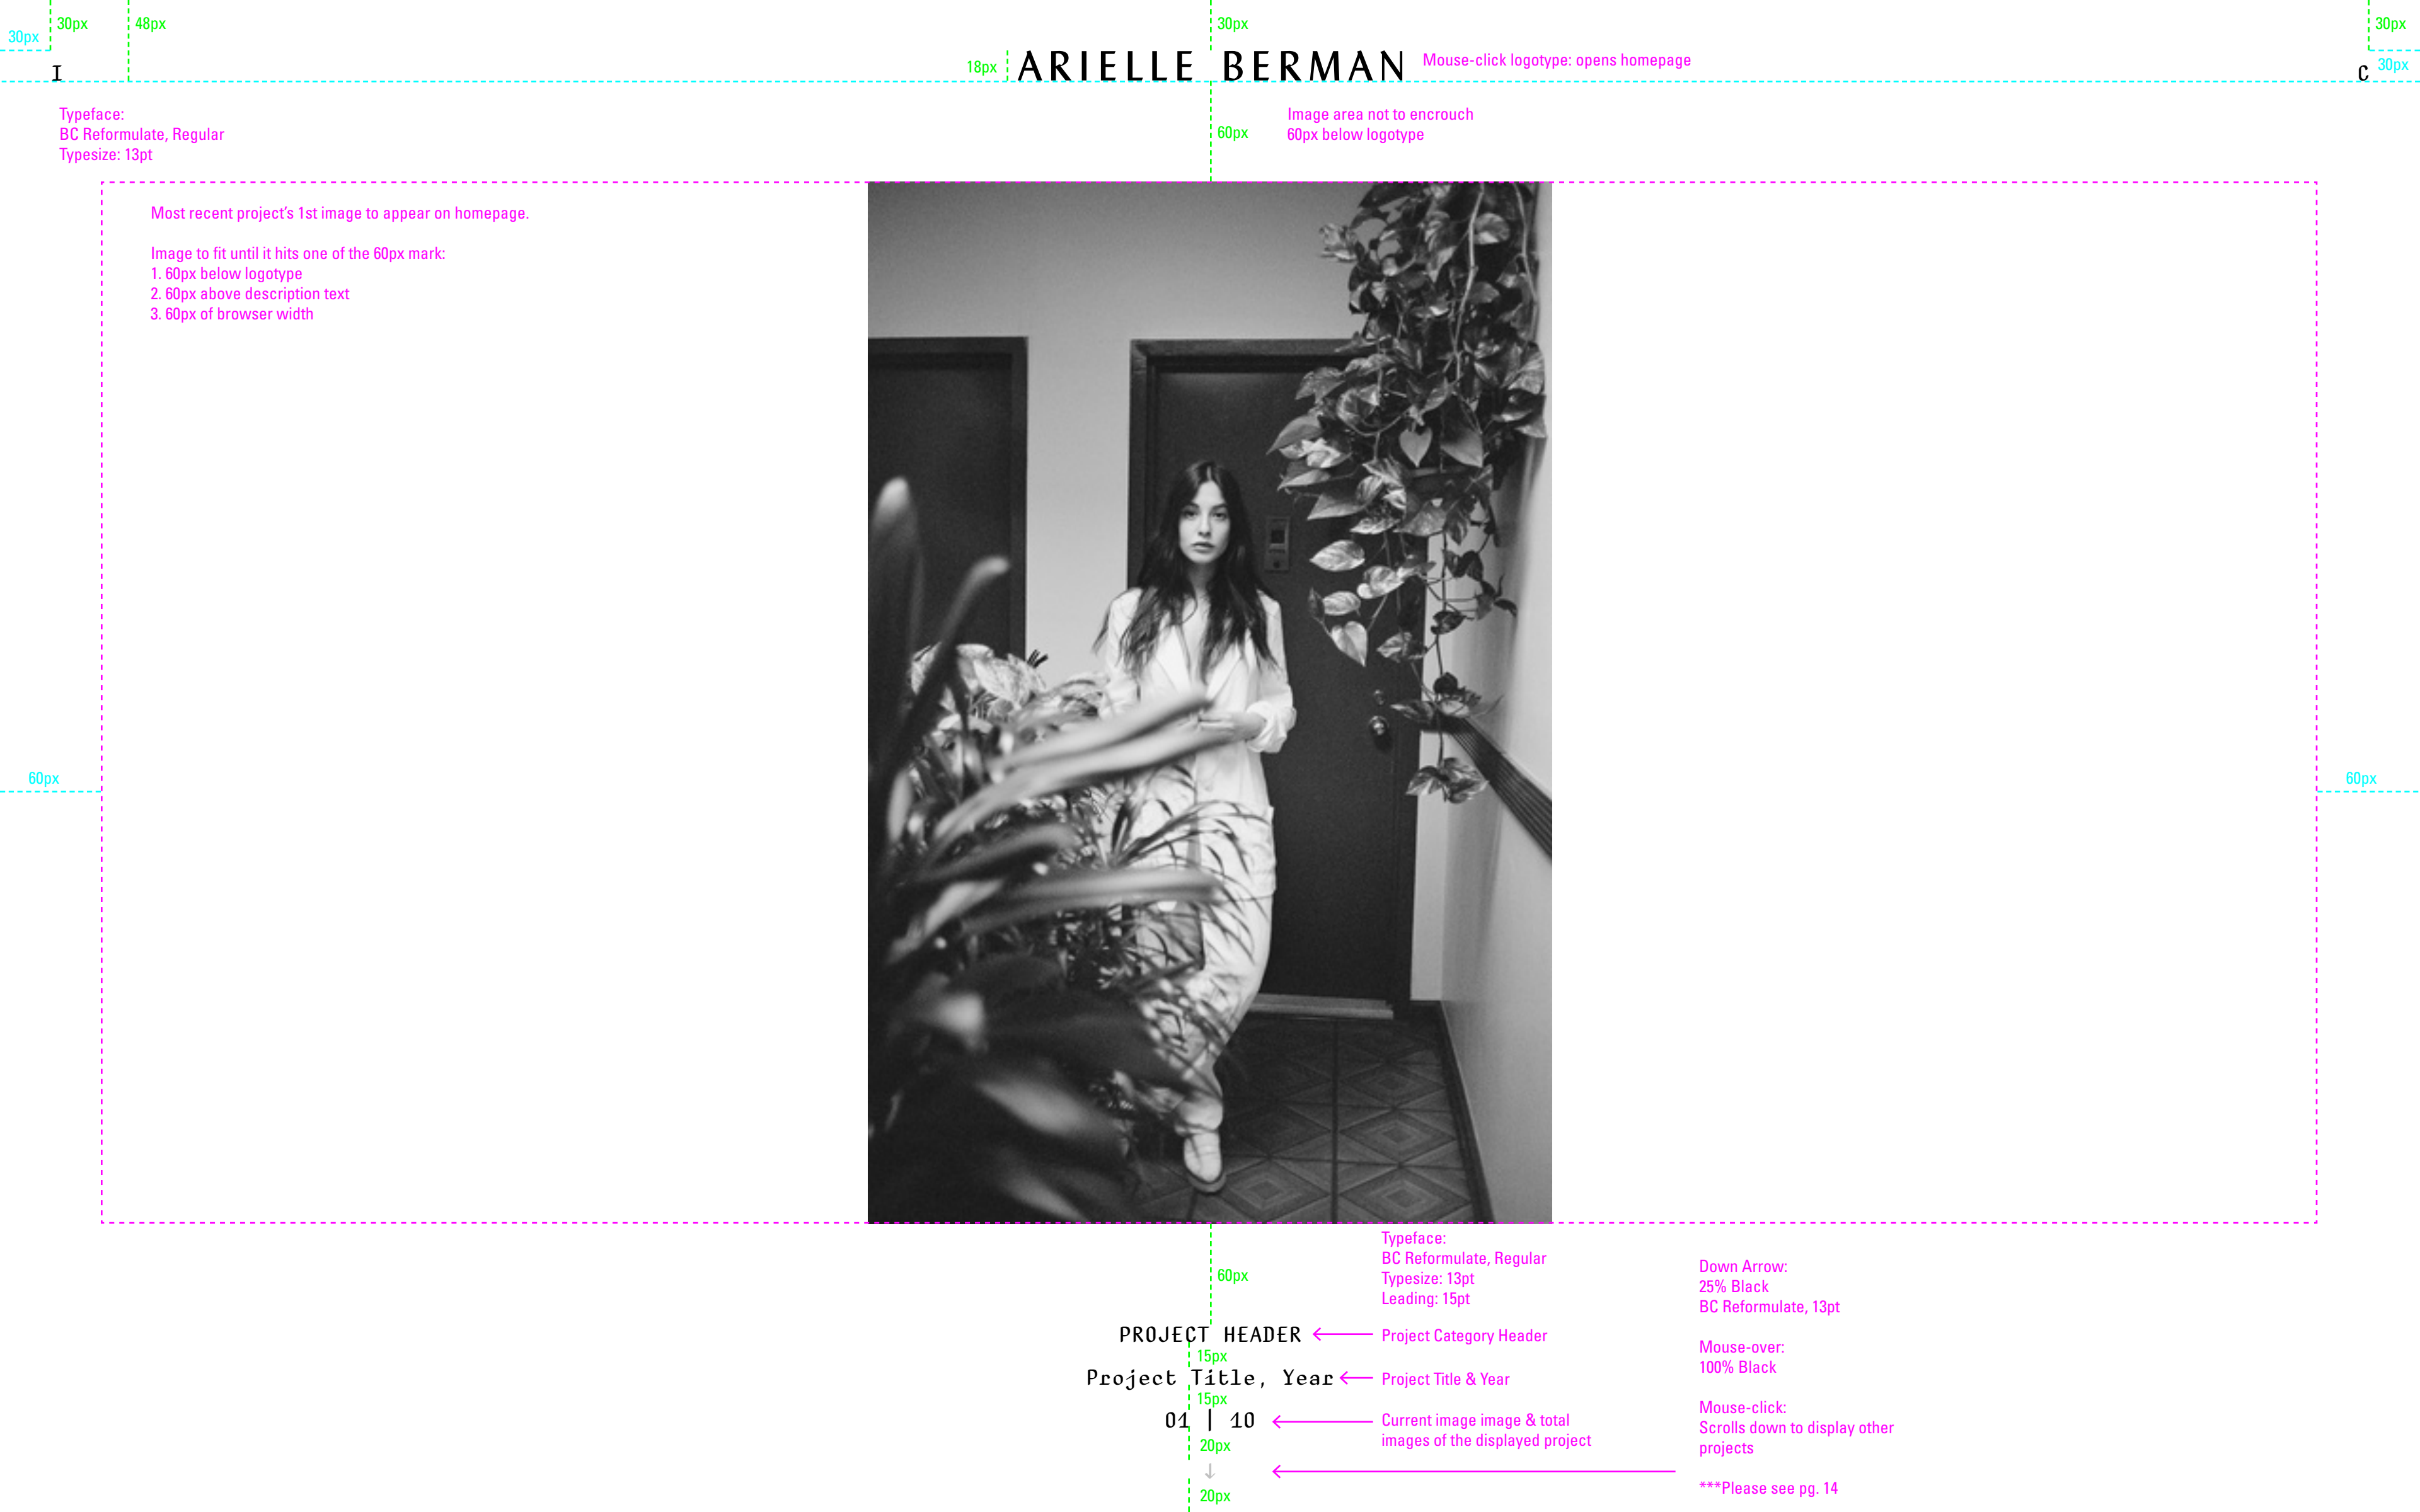 30px
30px
48px
30px
30px
30px
I
18px
ARIELLE BERMAN
Mouse-click logotype: opens homepage
C
Typeface:
BC Reformulate, Regular
Typesize: 13pt
60px
Image area not to encrouch
60px below logotype
Most recent project’s 1st image to appear on homepage.
Image to fit until it hits one of the 60px mark:
1. 60px below logotype
2. 60px above description text
3. 60px of browser width
60px
60px
60px
Typeface:
BC Reformulate, Regular
Typesize: 13pt
Leading: 15pt
PROJECT HEADER
Project Category Header
15px
Project Title, Year
Project Title & Year
15px
01 | 10
Current image image & total
images of the displayed project
20px
↓
20px
Down Arrow:
25% Black
BC Reformulate, 13pt
Mouse-over:
100% Black
Mouse-click:
Scrolls down to display other
projects
***Please see pg. 14